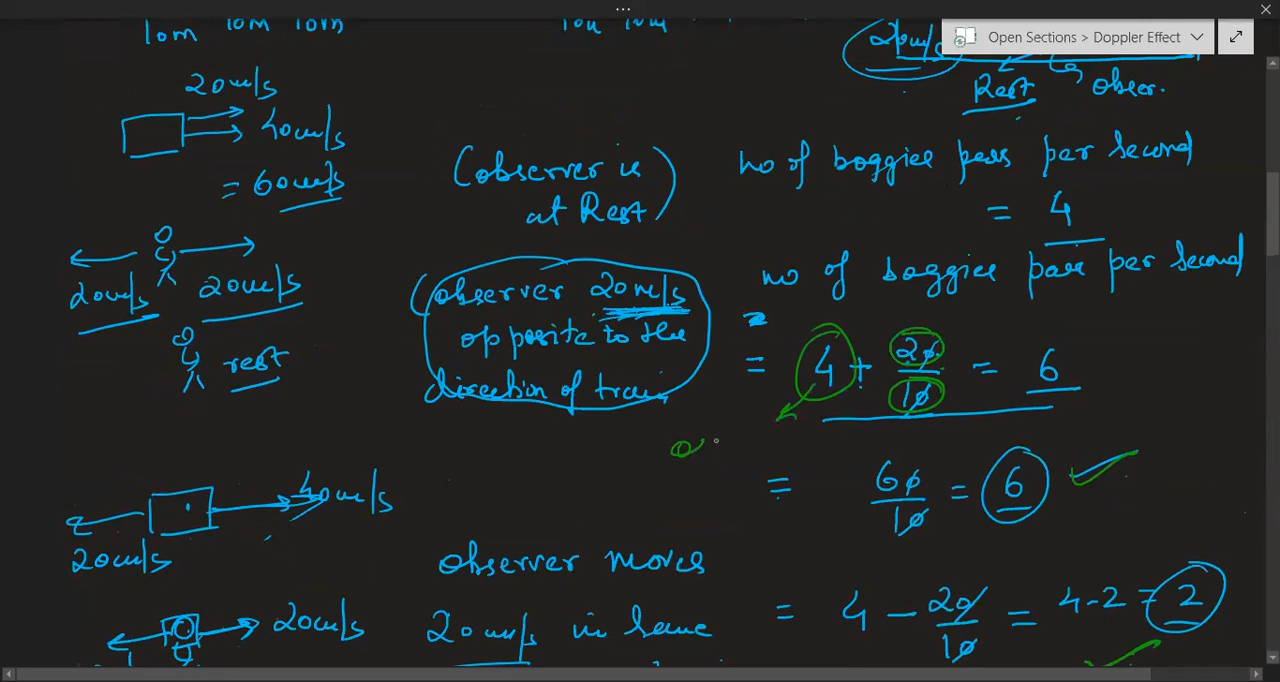 Open Sections > Doppler Effect
10m 10m 10m
10m 10m
20m/s
20m/s
Rest
obser.
40m/s
= 60m/s
(observer is
at Rest)
no of boggies pass per second
= 4
20m/s 20m/s
rest
(observer 20m/s
opposite to the
direction of train
no of boggies pass per second
= 4 + 20/10 = 6
= 60/10 = 6
40m/s
20m/s
observer moves
20m/s in same
20m/s
= 4 - 20/10 = 4-2 = 2